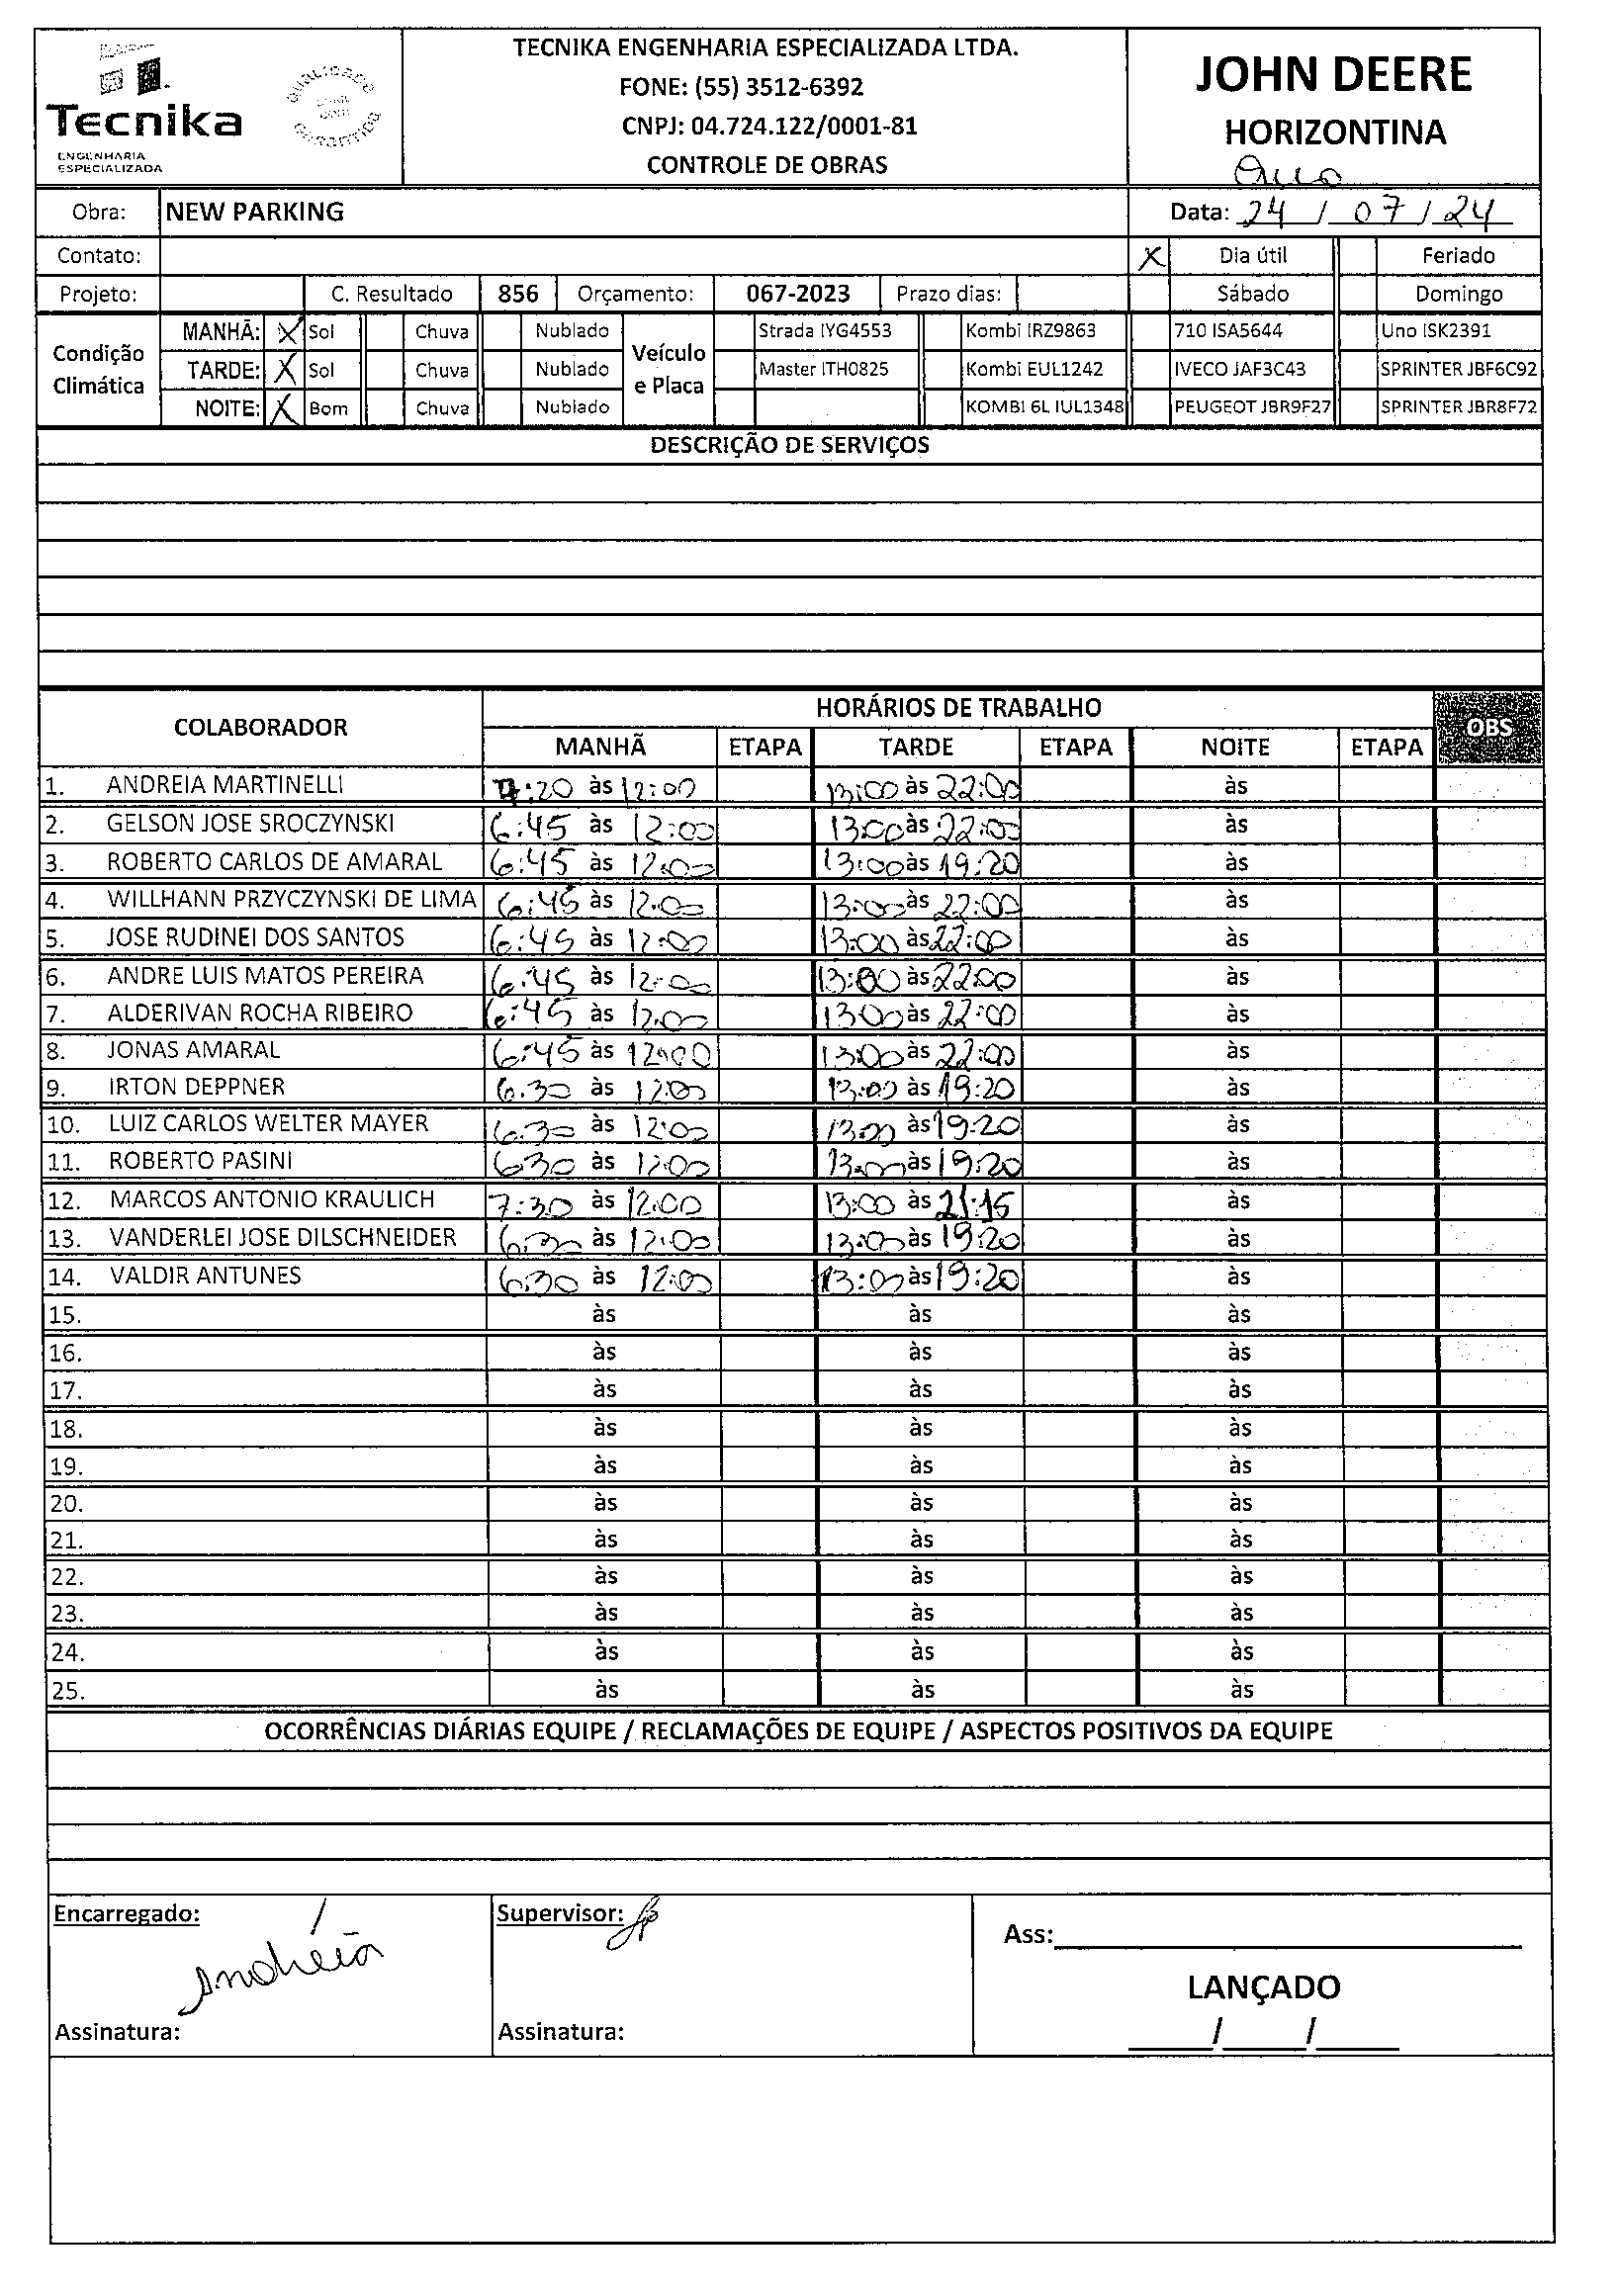 Tecnika
ENGENHARIA
ESPECIALIZADA
QUALIDADE
GARANTIDA
TECNIKA ENGENHARIA ESPECIALIZADA LTDA.
FONE: (55) 3512-6392
CNPJ: 04.724.122/0001-81
CONTROLE DE OBRAS
JOHN DEERE
HORIZONTINA
Obra: NEW PARKING Data: 24 / 07 / 24
Contato: X Dia útil Feriado
Projeto: C. Resultado 856 Orçamento: 067-2023 Prazo dias: Sábado Domingo
Condição Climática
MANHÃ: X Sol Chuva Nublado
TARDE: X Sol Chuva Nublado
NOITE: X Bom Chuva Nublado
Veículo e Placa
Strada IYG4553 Kombi IRZ9863 710 ISA5644 Uno ISK2391
Master ITH0825 Kombi EUL1242 IVECO JAF3C43 SPRINTER JBF6C92
KOMBI 6L IUL1348 PEUGEOT JBR9F27 SPRINTER JBR8F72
DESCRIÇÃO DE SERVIÇOS
COLABORADOR HORÁRIOS DE TRABALHO OBS
MANHÃ ETAPA TARDE ETAPA NOITE ETAPA
1. ANDREIA MARTINELLI 7:20 às 12:00 13:00 às 22:00 às
2. GELSON JOSE SROCZYNSKI 6:45 às 12:00 13:00 às 22:00 às
3. ROBERTO CARLOS DE AMARAL 6:45 às 12:00 13:00 às 19:20 às
4. WILLHANN PRZYCZYNSKI DE LIMA 6:45 às 12:00 13:00 às 22:00 às
5. JOSE RUDINEI DOS SANTOS 6:45 às 12:00 13:00 às 22:00 às
6. ANDRE LUIS MATOS PEREIRA 6:45 às 12:00 13:00 às 22:00 às
7. ALDERIVAN ROCHA RIBEIRO 6:45 às 12:00 13:00 às 22:00 às
8. JONAS AMARAL 6:45 às 12:00 13:00 às 22:00 às
9. IRTON DEPPNER 6:30 às 12:00 13:00 às 19:20 às
10. LUIZ CARLOS WELTER MAYER 6:30 às 12:00 13:00 às 19:20 às
11. ROBERTO PASINI 6:30 às 12:00 13:00 às 19:20 às
12. MARCOS ANTONIO KRAULICH 7:30 às 12:00 13:00 às 21:15 às
13. VANDERLEI JOSE DILSCHNEIDER 6:30 às 12:00 13:00 às 19:20 às
14. VALDIR ANTUNES 6:30 às 12:00 13:00 às 19:20 às
15. às às às
16. às às às
17. às às às
18. às às às
19. às às às
20. às às às
21. às às às
22. às às às
23. às às às
24. às às às
25. às às às
OCORRÊNCIAS DIÁRIAS EQUIPE / RECLAMAÇÕES DE EQUIPE / ASPECTOS POSITIVOS DA EQUIPE
Encarregado: Supervisor: Ass:
Andreia
LANÇADO
Assinatura: Assinatura: / /